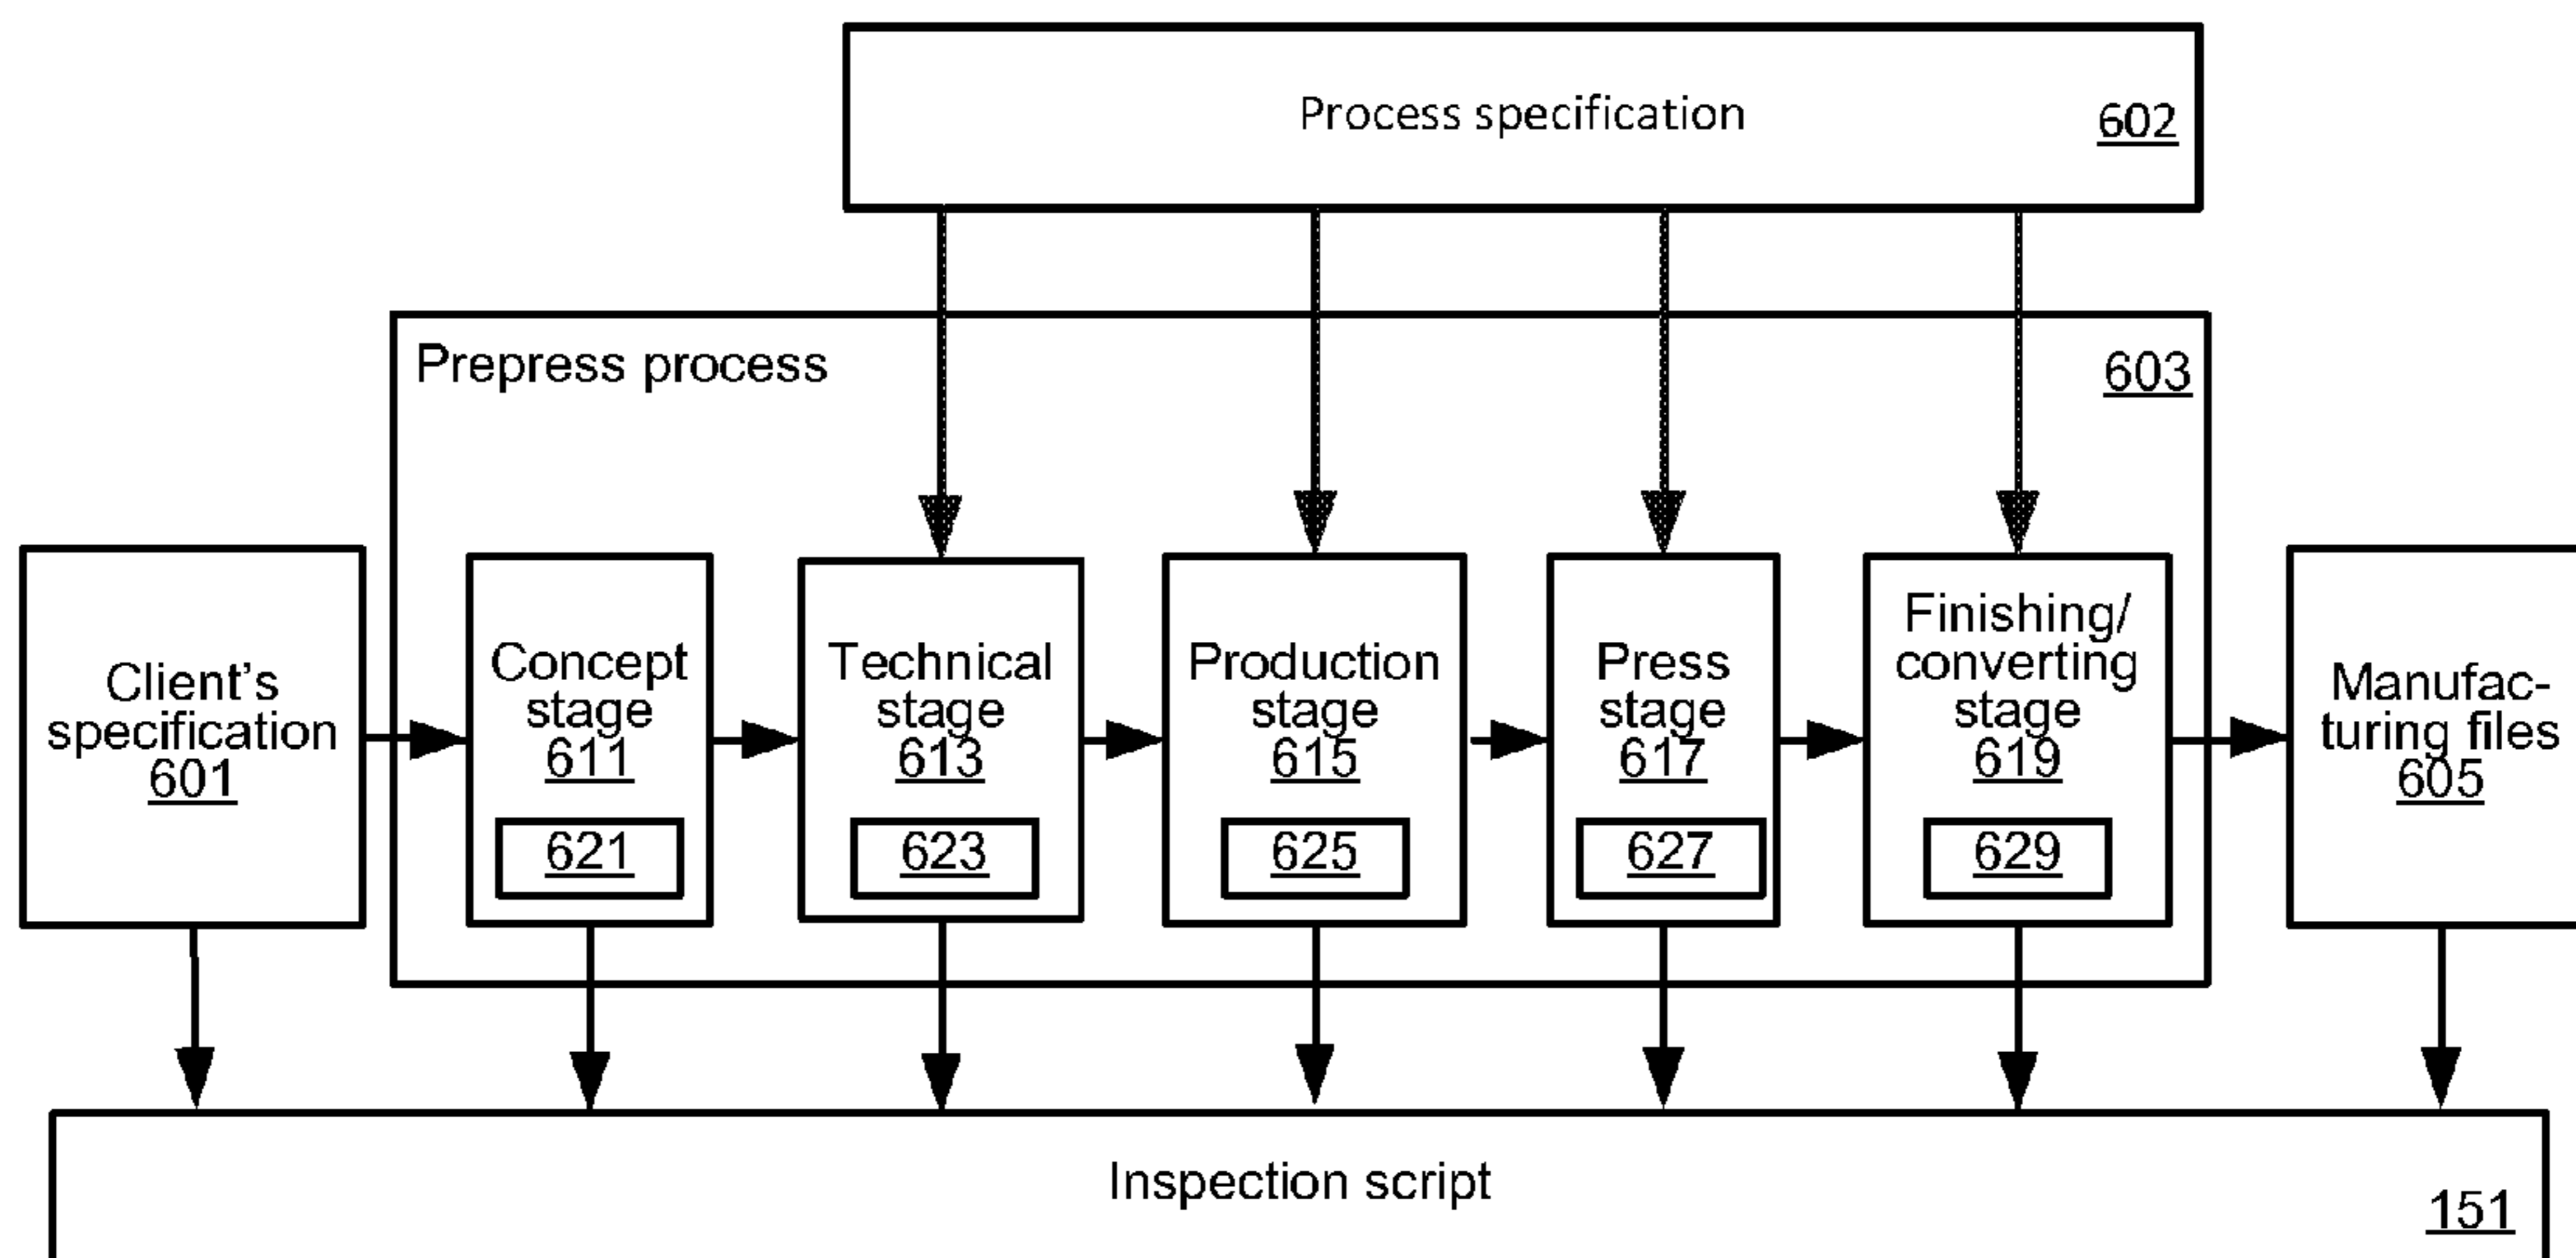 Process specification
602
Prepress process
603
Client's
specification
601
Concept
stage
611
621
Technical
stage
613
623
Production
stage
615
625
Press
stage
617
627
Finishing/
converting
stage
619
629
Manufac-
turing files
605
Inspection script
151